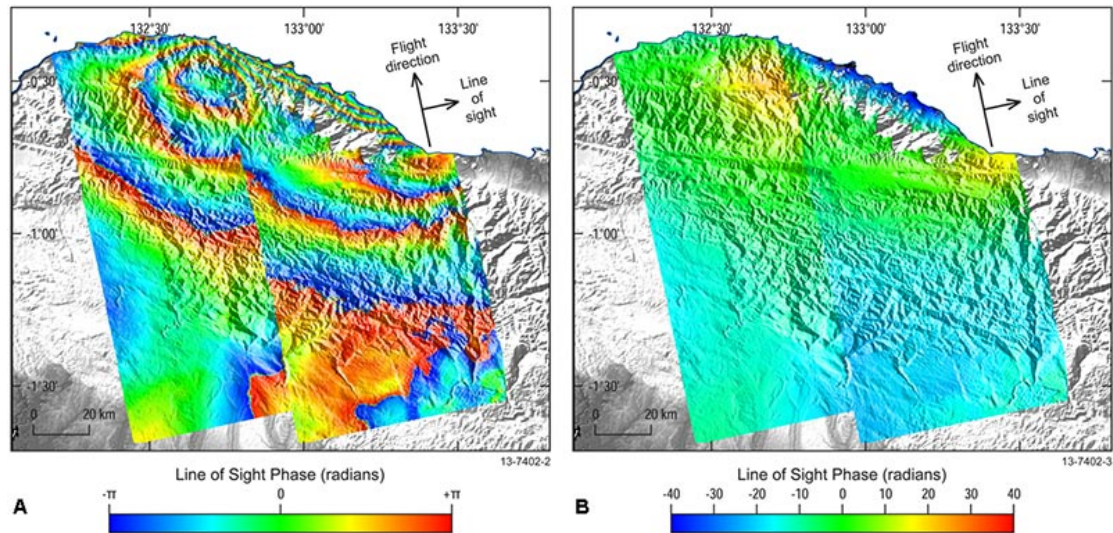 132°30'
133°00'
133°30'
Flight
direction
Line
of
sight
-0°30'
-1°00'
-1°30'
0
20 km
13-7402-2
Line of Sight Phase (radians)
A
-π
0
+π
132°30'
133°00'
133°30'
Flight
direction
Line
of
sight
-0°30'
-1°00'
-1°30'
0
20 km
13-7402-3
Line of Sight Phase (radians)
B
-40 -30 -20 -10 0 10 20 30 40